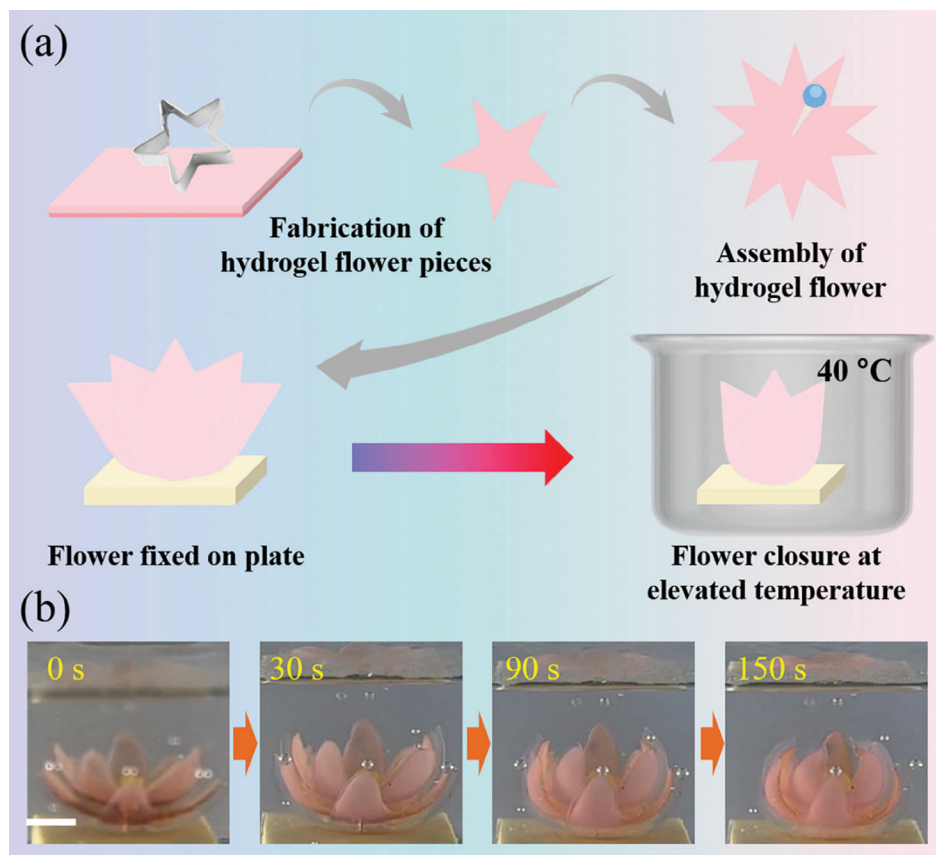 (a)
Fabrication of
hydrogel flower pieces
Assembly of
hydrogel flower
40 °C
Flower fixed on plate
Flower closure at
elevated temperature
(b)
0 s
30 s
90 s
150 s